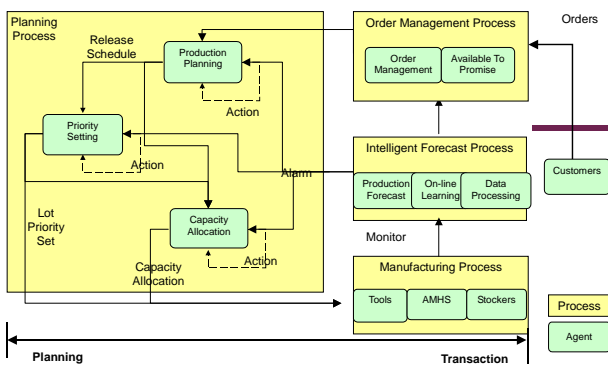 Planning
Process
Release
Schedule
Production
Planning
Action
Priority
Setting
Action
Alarm
Lot
Priority
Set
Capacity
Allocation
Action
Capacity
Allocation
Order Management Process
Order
Management
Available To
Promise
Orders
Intelligent Forecast Process
Production
Forecast
On-line
Learning
Data
Processing
Customers
Monitor
Manufacturing Process
Tools
AMHS
Stockers
Process
Agent
Planning
Transaction